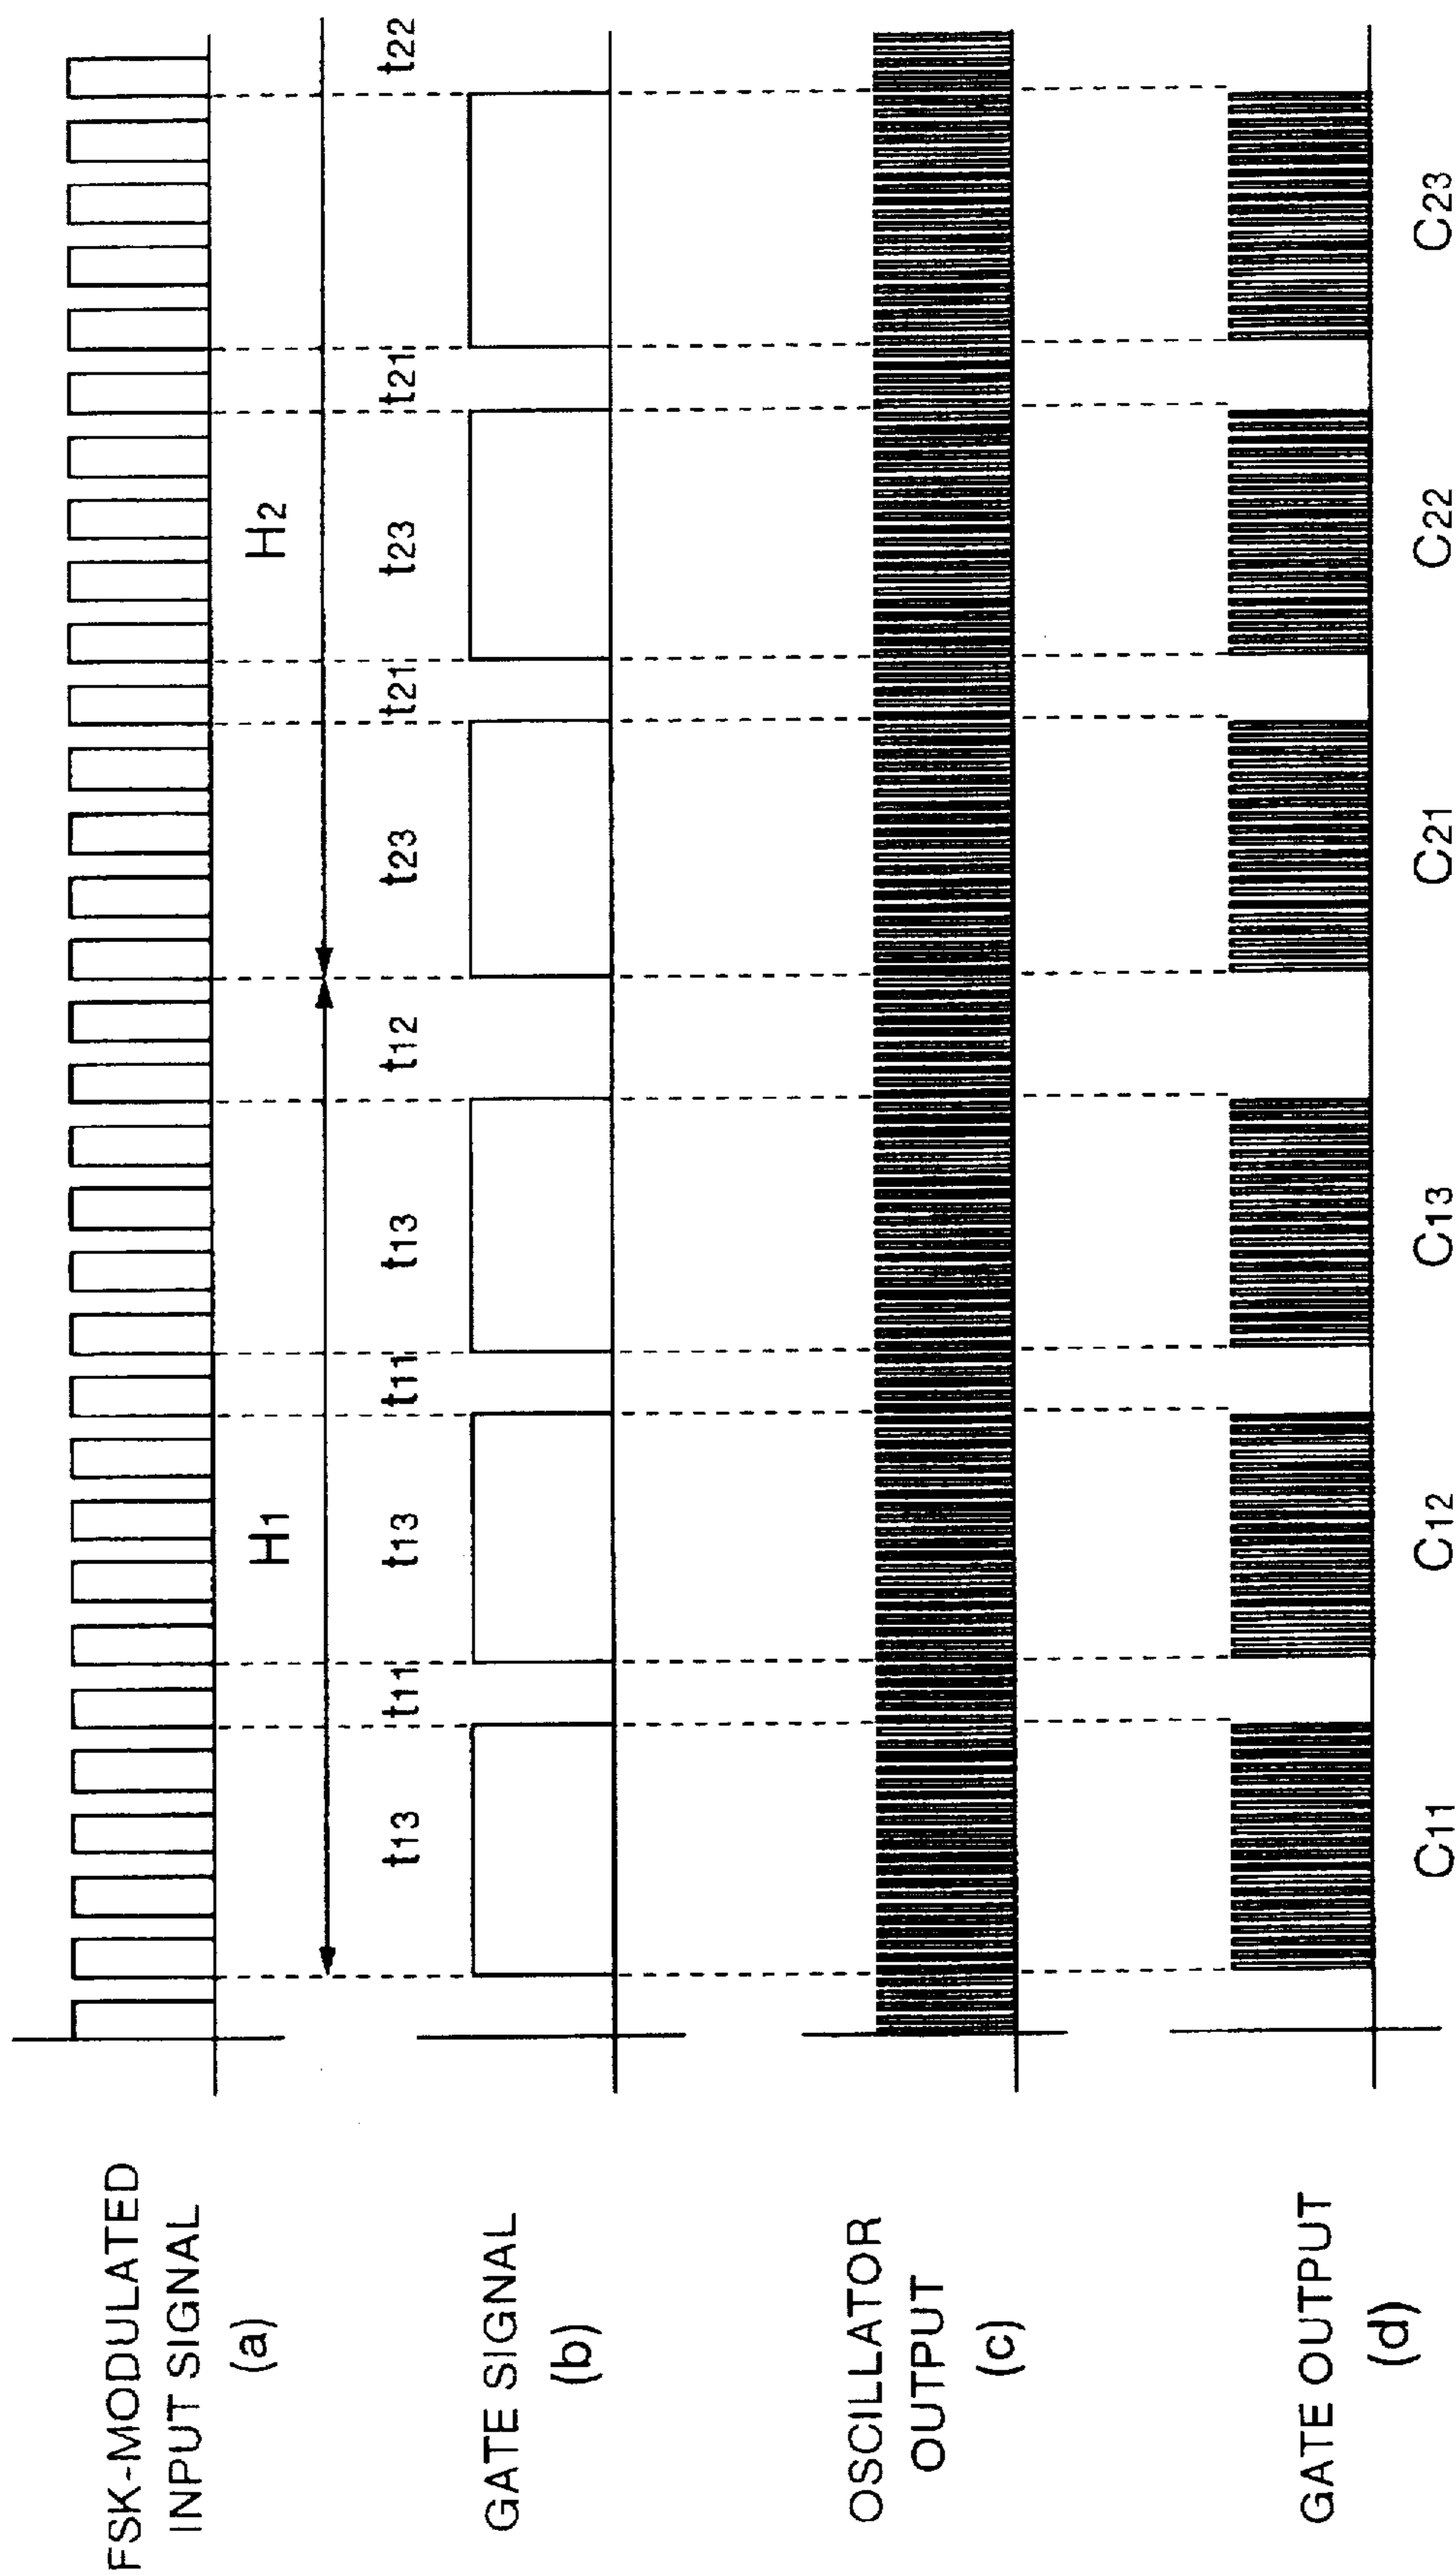 FSK-MODULATED
INPUT SIGNAL
(a)
H1
H2
t13
t11
t13
t11
t13
t12
t23
t21
t23
t21
t22
GATE SIGNAL
(b)
OSCILLATOR
OUTPUT
(c)
GATE OUTPUT
(d)
C11
C12
C13
C21
C22
C23